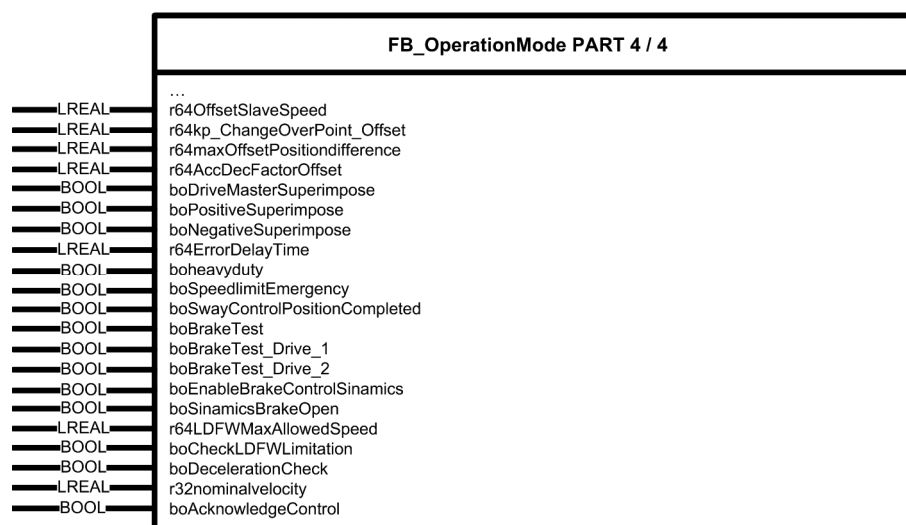 FB_OperationMode PART 4 / 4
...
LREAL r64OffsetSlaveSpeed
LREAL r64kp_ChangeOverPoint_Offset
LREAL r64maxOffsetPositiondifference
LREAL r64AccDecFactorOffset
BOOL boDriveMasterSuperimpose
BOOL boPositiveSuperimpose
BOOL boNegativeSuperimpose
LREAL r64ErrorDelayTime
BOOL boheavyduty
BOOL boSpeedlimitEmergency
BOOL boSwayControlPositionCompleted
BOOL boBrakeTest
BOOL boBrakeTest_Drive_1
BOOL boBrakeTest_Drive_2
BOOL boEnableBrakeControlSinamics
BOOL boSinamicsBrakeOpen
LREAL r64LDFWMaxAllowedSpeed
BOOL boCheckLDFWLimitation
BOOL boDecelerationCheck
LREAL r32nominalvelocity
BOOL boAcknowledgeControl